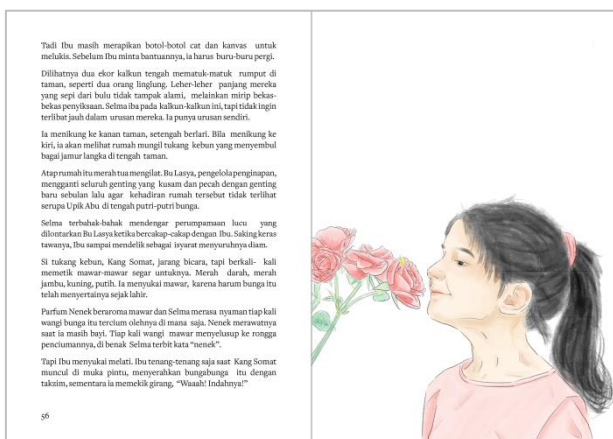 Tadi Ibu masih merapikan botol-botol cat dan kanvas untuk
melukis. Sebelum Ibu minta bantuannya, ia harus buru-buru pergi.
Dilihatnya dua ekor kalkun tengah mematuk-matuk rumput di
taman, seperti dua orang linglung. Leher-leher panjang mereka
yang sepi dari bulu tidak tampak alami, melainkan mirip bekas-
bekas penyiksaan. Selma iba pada kalkun-kalkun ini, tapi tidak ingin
terlibat jauh dalam urusan mereka. Ia punya urusan sendiri.
Ia menikung ke kanan taman, setengah berlari. Bila menikung ke
kiri, ia akan melihat rumah mungil tukang kebun yang menyembul
bagai jamur langka di tengah taman.
Atap rumah itu merah tua mengilat. Bu Lasya, pengelola penginapan,
mengganti seluruh genting yang kusam dan pecah dengan genting
baru sebulan lalu agar kehadiran rumah tersebut tidak terlihat
serupa Upik Abu di tengah putri-putri bunga.
Selma terbahak-bahak mendengar perumpamaan lucu yang
dilontarkan Bu Lasya ketika bercakap-cakap dengan Ibu. Saking keras
tawanya, Ibu sampai mendelik sebagai isyarat menyuruhnya diam.
Si tukang kebun, Kang Somat, jarang bicara, tapi berkali- kali
memetik mawar-mawar segar untuknya. Merah darah, merah
jambu, kuning, putih. Ia menyukai mawar, karena harum bunga itu
telah menyertainya sejak lahir.
Parfum Nenek beraroma mawar dan Selma merasa nyaman tiap kali
wangi bunga itu tercium olehnya di mana saja. Nenek merawatnya
saat ia masih bayi. Tiap kali wangi mawar menyelusup ke rongga
penciumannya, di benak Selma terbit kata “nenek”.
Tapi Ibu menyukai melati. Ibu tenang-tenang saja saat Kang Somat
muncul di muka pintu, menyerahkan bungabunga itu dengan
takzim, sementara ia memekik girang, “Waaah! Indahnya!”
56